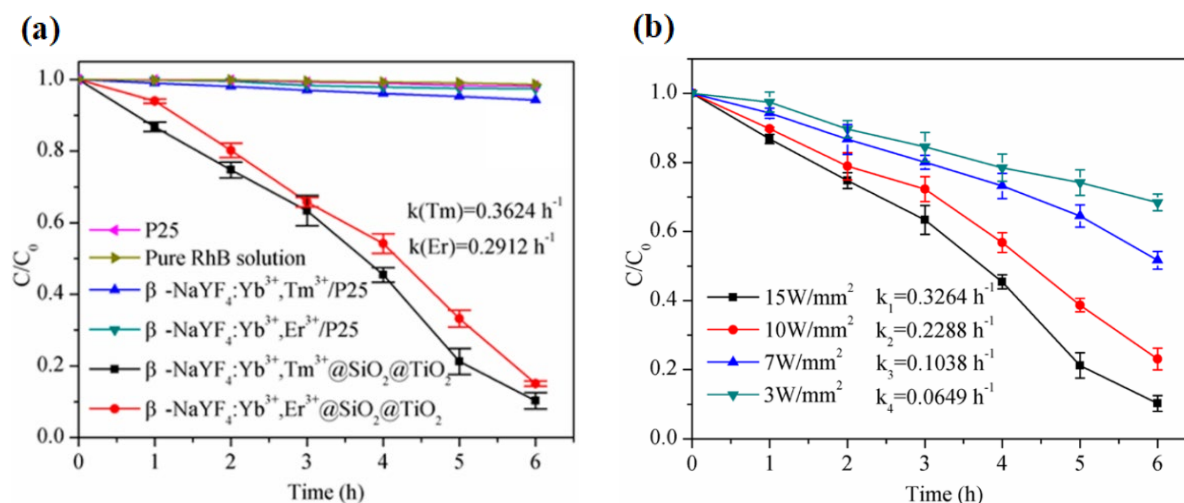 (a)
1.0
0.8
0.6
0.4
0.2
0.0
C/C₀
k(Tm)=0.3624 h⁻¹
k(Er)=0.2912 h⁻¹
P25
Pure RhB solution
β -NaYF₄:Yb³⁺,Tm³⁺/P25
β -NaYF₄:Yb³⁺,Er³⁺/P25
β -NaYF₄:Yb³⁺,Tm³⁺@SiO₂@TiO₂
β -NaYF₄:Yb³⁺,Er³⁺@SiO₂@TiO₂
0 1 2 3 4 5 6
Time (h)
(b)
1.0
0.8
0.6
0.4
0.2
0.0
C/C₀
15W/mm² k₁=0.3264 h⁻¹
10W/mm² k₂=0.2288 h⁻¹
7W/mm² k₃=0.1038 h⁻¹
3W/mm² k₄=0.0649 h⁻¹
0 1 2 3 4 5 6
Time (h)